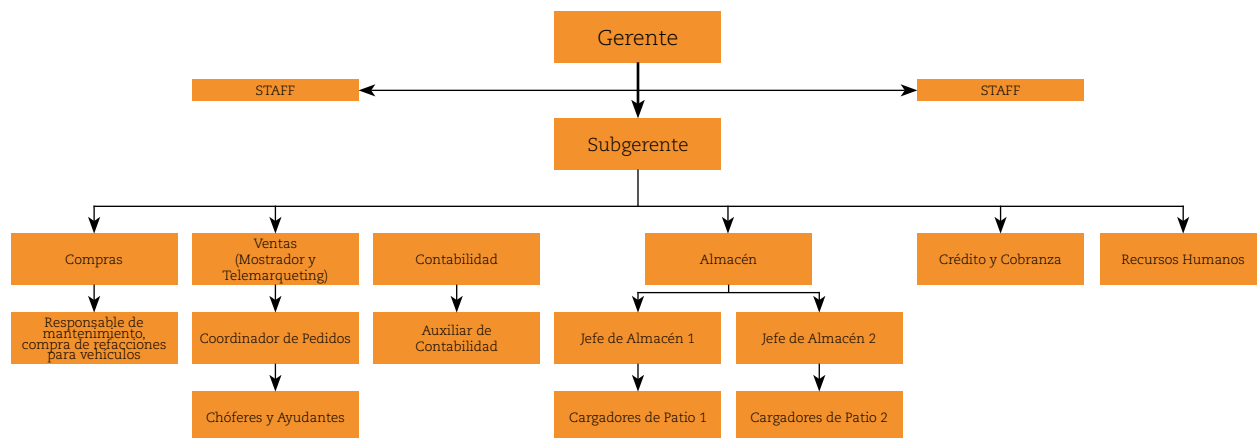 Gerente
STAFF
STAFF
Subgerente
Compras
Ventas
(Mostrador y
Telemarqueting)
Contabilidad
Almacén
Crédito y Cobranza
Recursos Humanos
Responsable de
mantenimiento,
compra de refacciones
para vehículos
Coordinador de Pedidos
Auxiliar de
Contabilidad
Jefe de Almacén 1
Jefe de Almacén 2
Chóferes y Ayudantes
Cargadores de Patio 1
Cargadores de Patio 2